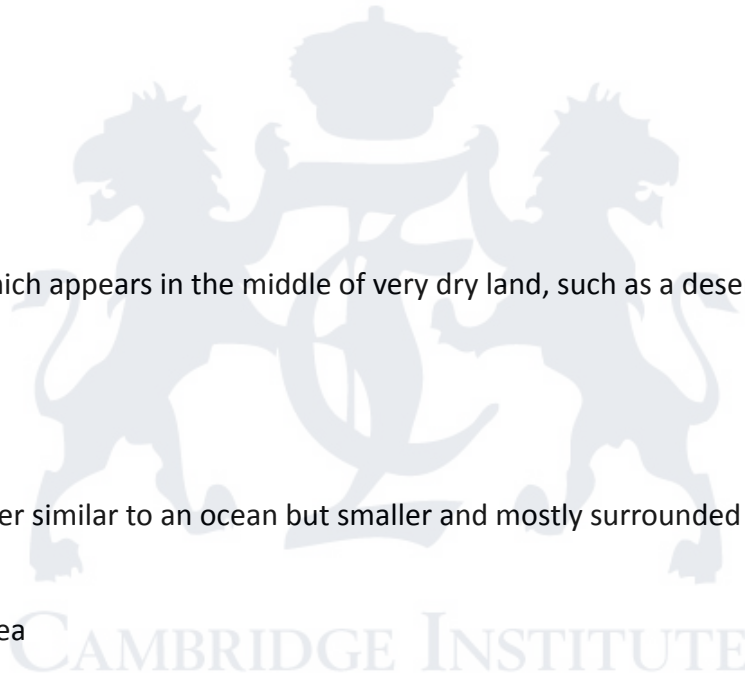 hich appears in the middle of very dry land, such as a dese
er similar to an ocean but smaller and mostly surrounded
ea
CAMBRIDGE INSTITUTE